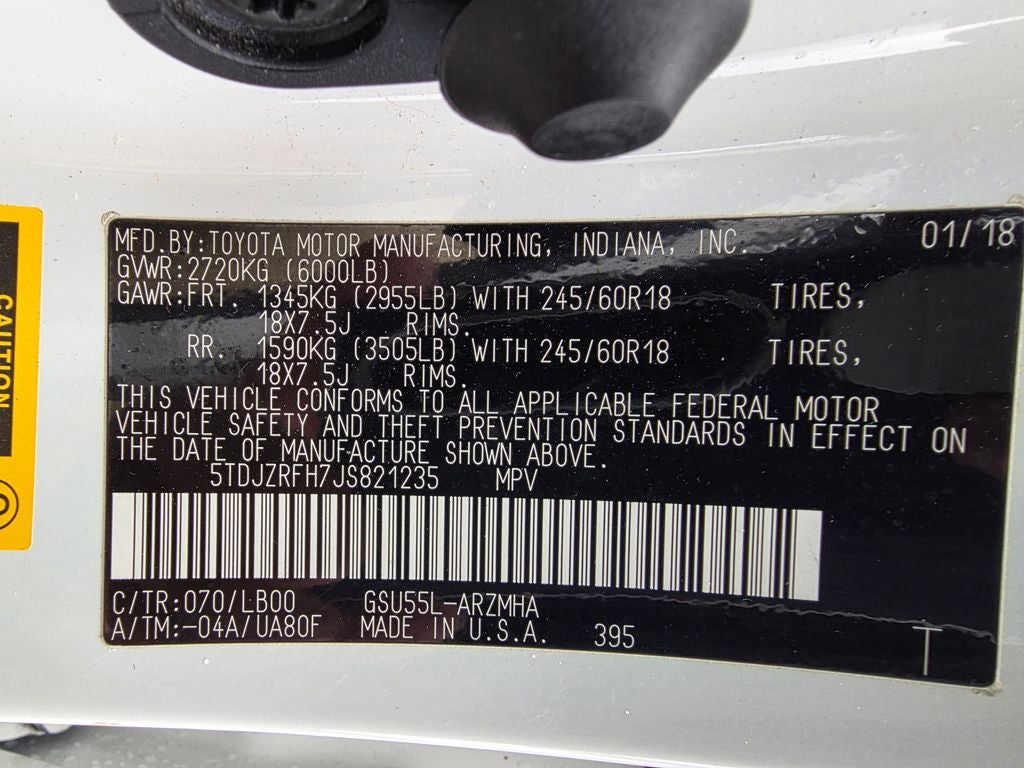 MFD.BY:TOYOTA MOTOR MANUFACTURING, INDIANA, INC. 01/18
GVWR:2720KG (6000LB)
GAWR:FRT. 1345KG (2955LB) WITH 245/60R18 TIRES,
18X7.5J RIMS.
RR. 1590KG (3505LB) WITH 245/60R18 TIRES,
18X7.5J RIMS.
THIS VEHICLE CONFORMS TO ALL APPLICABLE FEDERAL MOTOR
VEHICLE SAFETY AND THEFT PREVENTION STANDARDS IN EFFECT ON
THE DATE OF MANUFACTURE SHOWN ABOVE.
5TDJZRFH7JS821235 MPV
C/TR:070/LB00 GSU55L-ARZMHA
A/TM:-04A/UA80F MADE IN U.S.A. 395 T
CAUTION